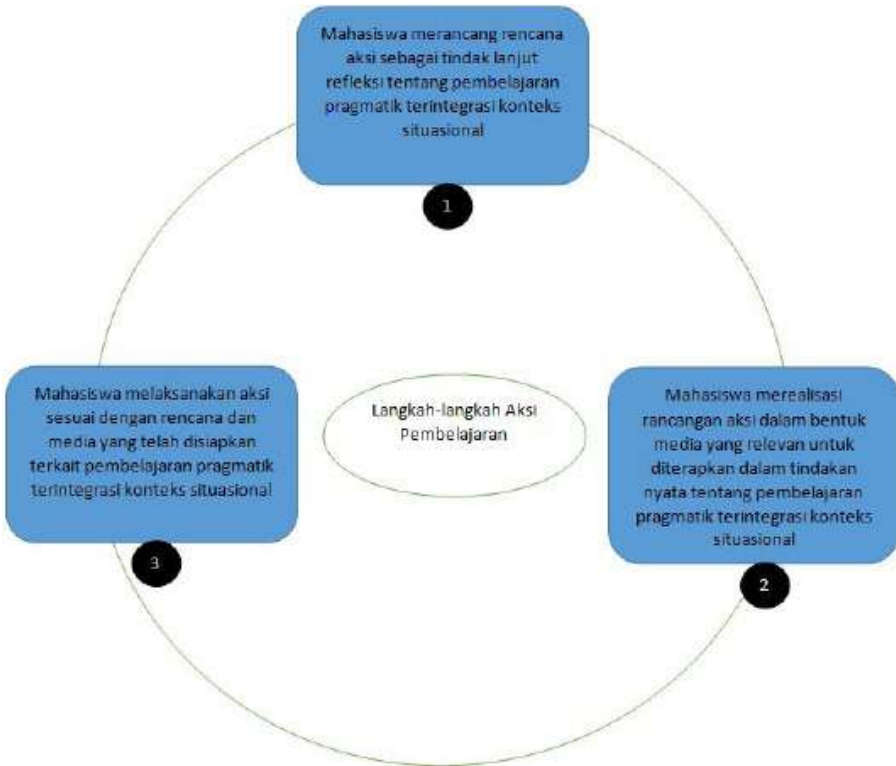 Mahasiswa merancang rencana
aksi sebagai tindak lanjut
refleksi tentang pembelajaran
pragmatik terintegrasi konteks
situasional
1
Langkah-langkah Aksi
Pembelajaran
Mahasiswa merealisasi
rancangan aksi dalam bentuk
media yang relevan untuk
diterapkan dalam tindakan
nyata tentang pembelajaran
pragmatik terintegrasi konteks
situasional
2
Mahasiswa melaksanakan aksi
sesuai dengan rencana dan
media yang telah disiapkan
terkait pembelajaran pragmatik
terintegrasi konteks situasional
3